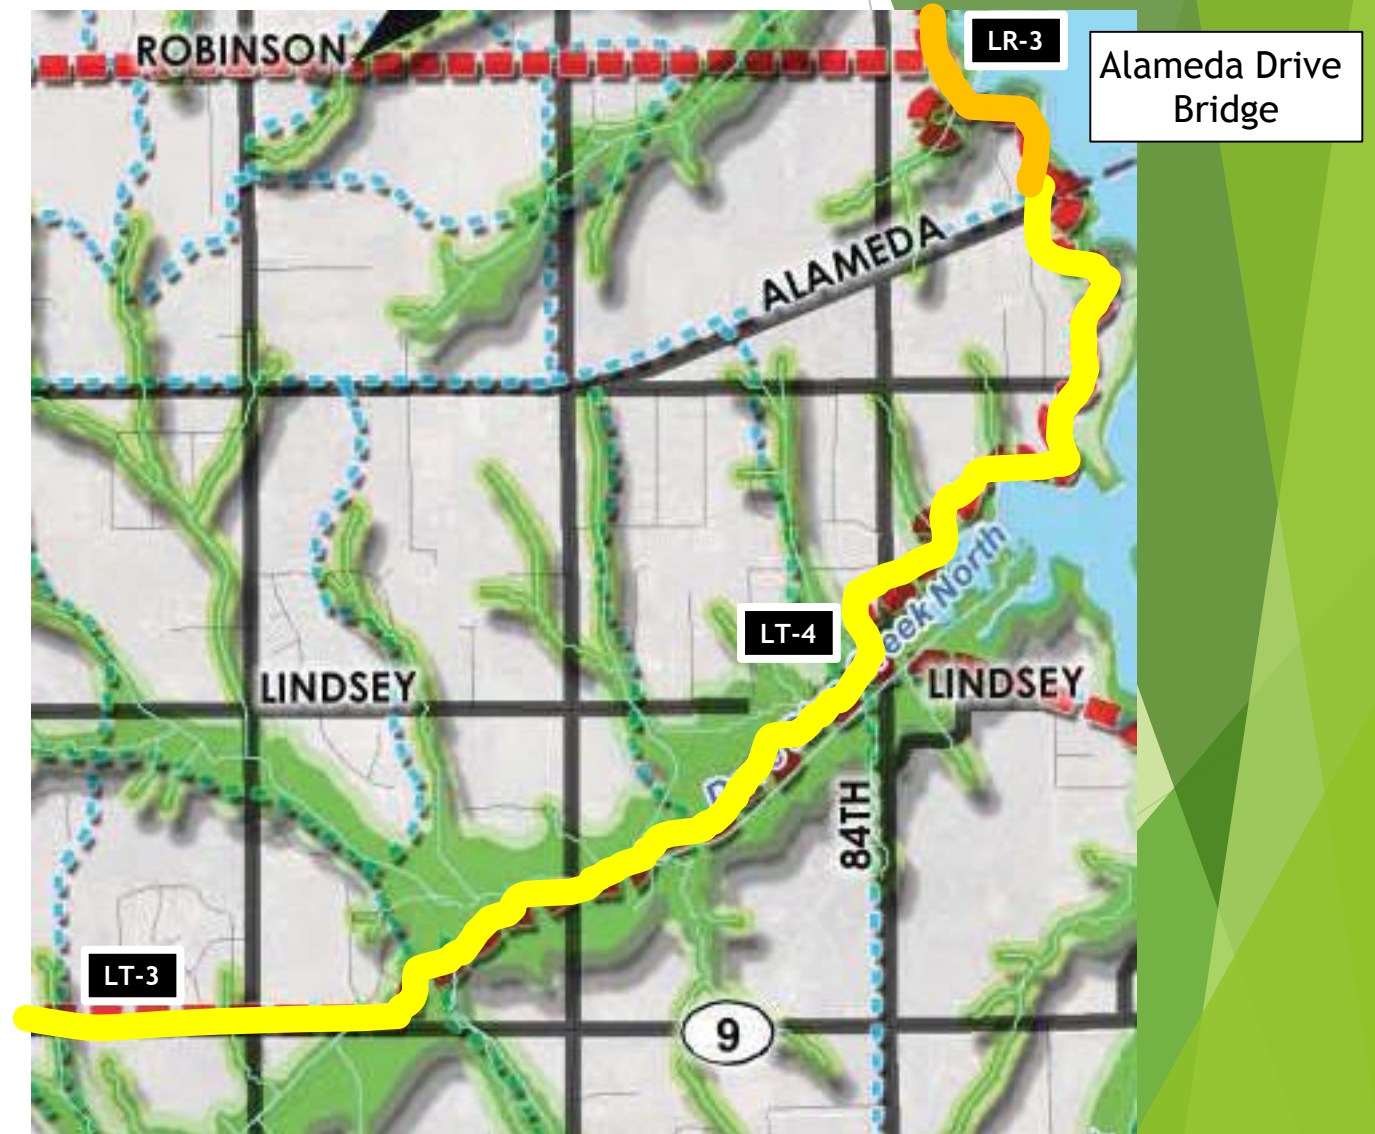 ROBINSON
LR-3
Alameda Drive
Bridge
ALAMEDA
eek North
LT-4
LINDSEY
LINDSEY
D
84TH
LT-3
9